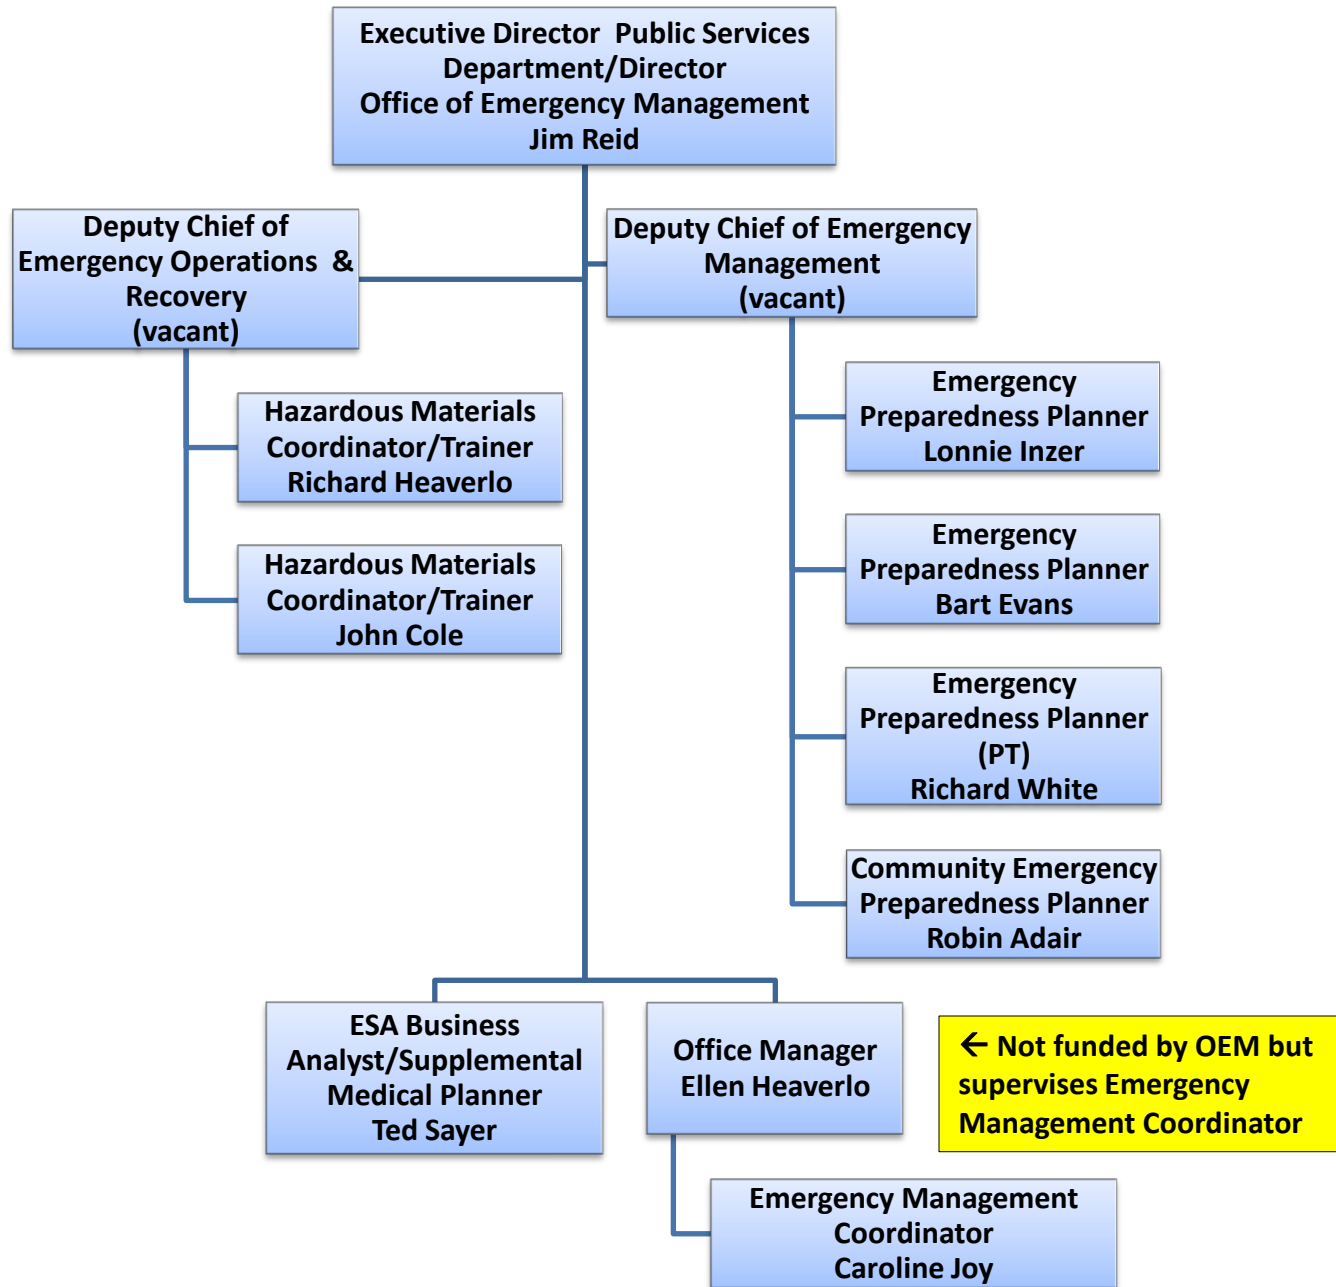 Executive Director  Public Services
Department/Director
Office of Emergency Management
Jim Reid
Deputy Chief of
Emergency Operations  &
Recovery
(vacant)
Deputy Chief of Emergency
Management
(vacant)
Hazardous Materials
Coordinator/Trainer
Richard Heaverlo
Hazardous Materials
Coordinator/Trainer
John Cole
Emergency
Preparedness Planner
Lonnie Inzer
Emergency
Preparedness Planner
Bart Evans
Emergency
Preparedness Planner
(PT)
Richard White
Community Emergency
Preparedness Planner
Robin Adair
ESA Business
Analyst/Supplemental
Medical Planner
Ted Sayer
Office Manager
Ellen Heaverlo
← Not funded by OEM but
supervises Emergency
Management Coordinator
Emergency Management
Coordinator
Caroline Joy